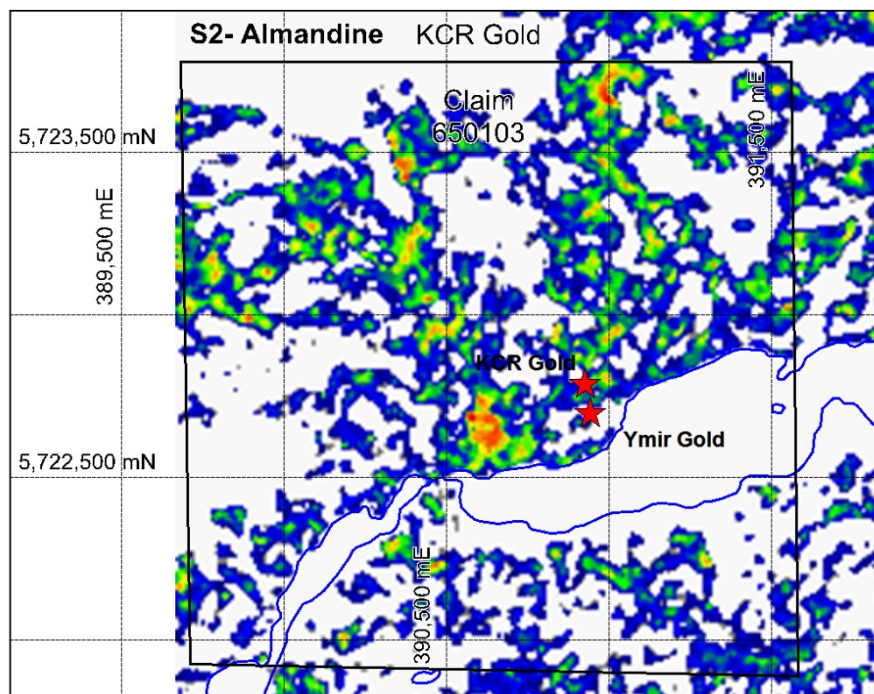 S2- Almandine KCR Gold
Claim
650103
391,500 mE
5,723,500 mN
389,500 mE
KCR Gold
Ymir Gold
5,722,500 mN
390,500 mE